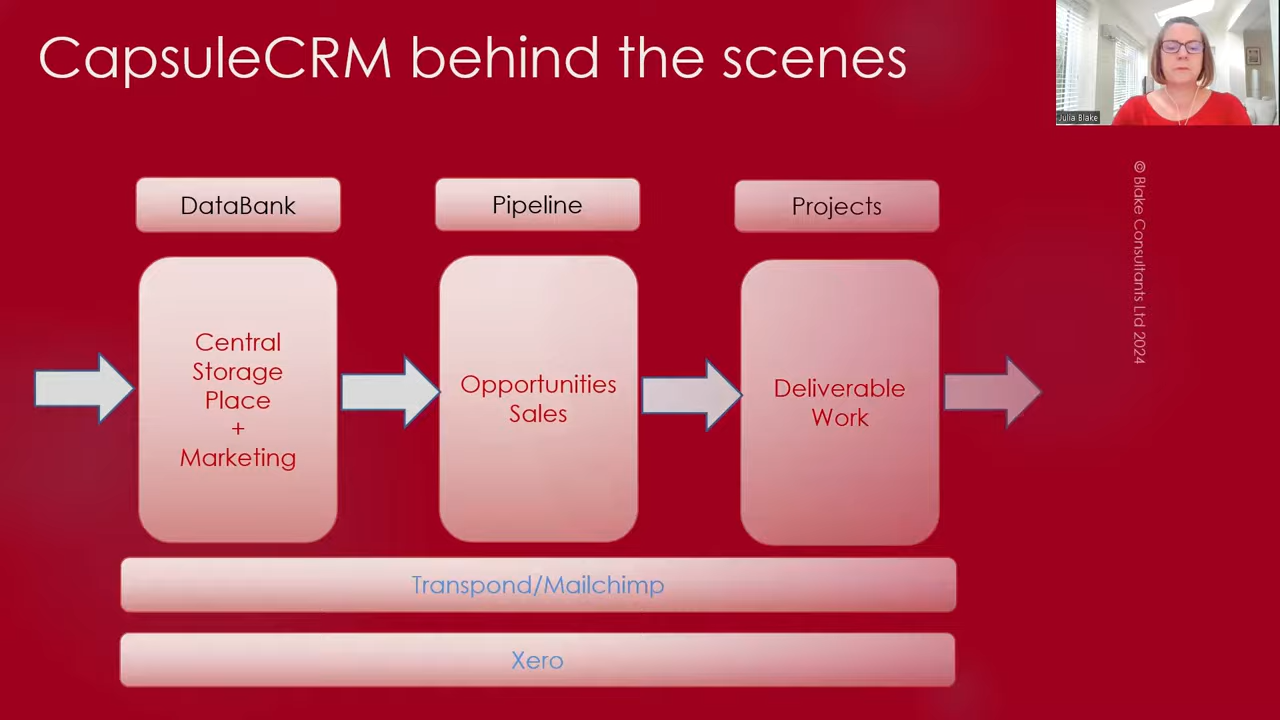 CapsuleCRM behind the scenes
Julia Blake
DataBank
Pipeline
Projects
Central
Storage
Place
+
Marketing
Opportunities
Sales
Deliverable
Work
Transpond/Mailchimp
Xero
© Blake Consultants Ltd 2024